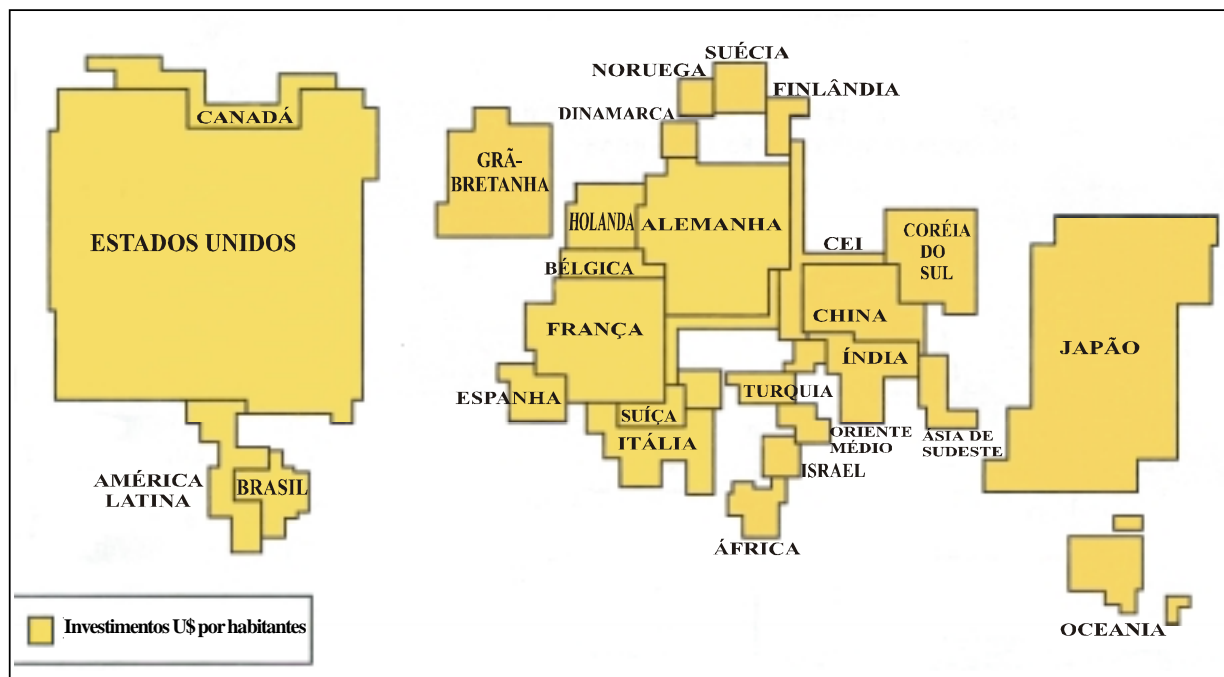 CANADÁ
ESTADOS UNIDOS
AMÉRICA
LATINA
BRASIL
SUÉCIA
NORUEGA
FINLÂNDIA
DINAMARCA
GRÃ-
BRETANHA
HOLANDA
ALEMANHA
BÉLGICA
FRANÇA
ESPANHA
SUÍÇA
ITÁLIA
CEI
CORÉIA
DO
SUL
CHINA
ÍNDIA
TURQUIA
ORIENTE
MÉDIO
ÁSIA DE
SUDESTE
ISRAEL
ÁFRICA
JAPÃO
OCEANIA
Investimentos U$ por habitantes